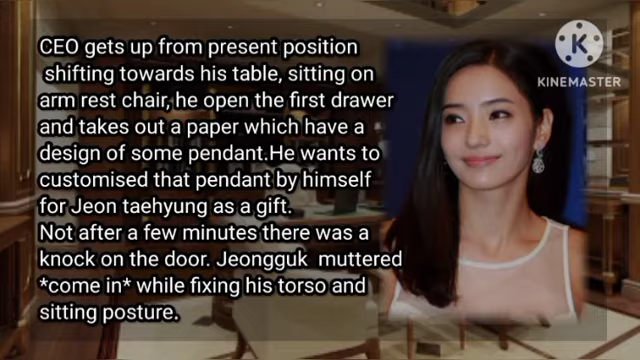 CEO gets up from present position
shifting towards his table, sitting on
arm rest chair, he open the first drawer
and takes out a paper which have a
design of some pendant.He wants to
customised that pendant by himself
for Jeon taehyung as a gift.
Not after a few minutes there was a
knock on the door. Jeongguk muttered
*come in* while fixing his torso and
sitting posture.
K
KINEMASTER